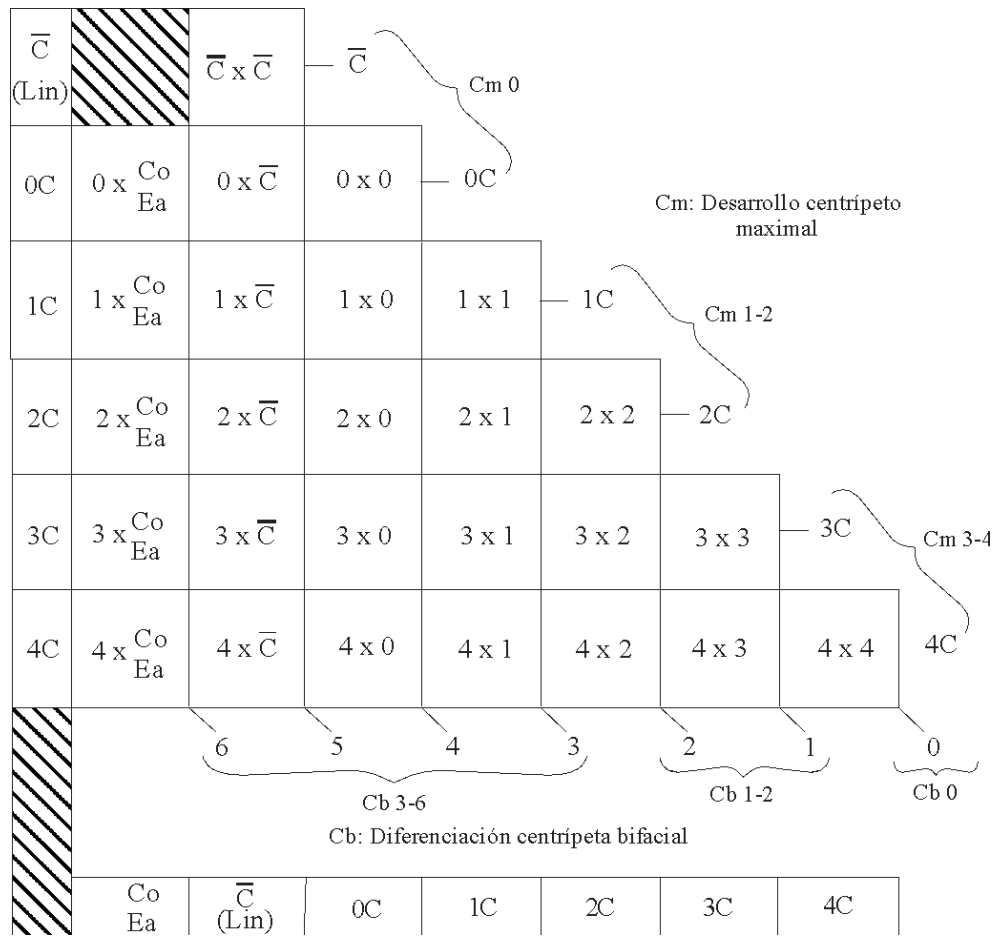 C̅ C̅ x C̅ C̅
(Lin)
Cm 0
0C 0 x Co 0 x C̅ 0 x 0 0C
Ea
Cm: Desarrollo centrípeto
maximal
1C 1 x Co 1 x C̅ 1 x 0 1 x 1 1C
Ea
Cm 1-2
2C 2 x Co 2 x C̅ 2 x 0 2 x 1 2 x 2 2C
Ea
3C 3 x Co 3 x C̅ 3 x 0 3 x 1 3 x 2 3 x 3 3C
Ea
Cm 3-4
4C 4 x Co 4 x C̅ 4 x 0 4 x 1 4 x 2 4 x 3 4 x 4 4C
Ea
6 5 4 3 2 1 0
Cb 3-6 Cb 1-2 Cb 0
Cb: Diferenciación centrípeta bifacial
Co C̅ 0C 1C 2C 3C 4C
Ea (Lin)